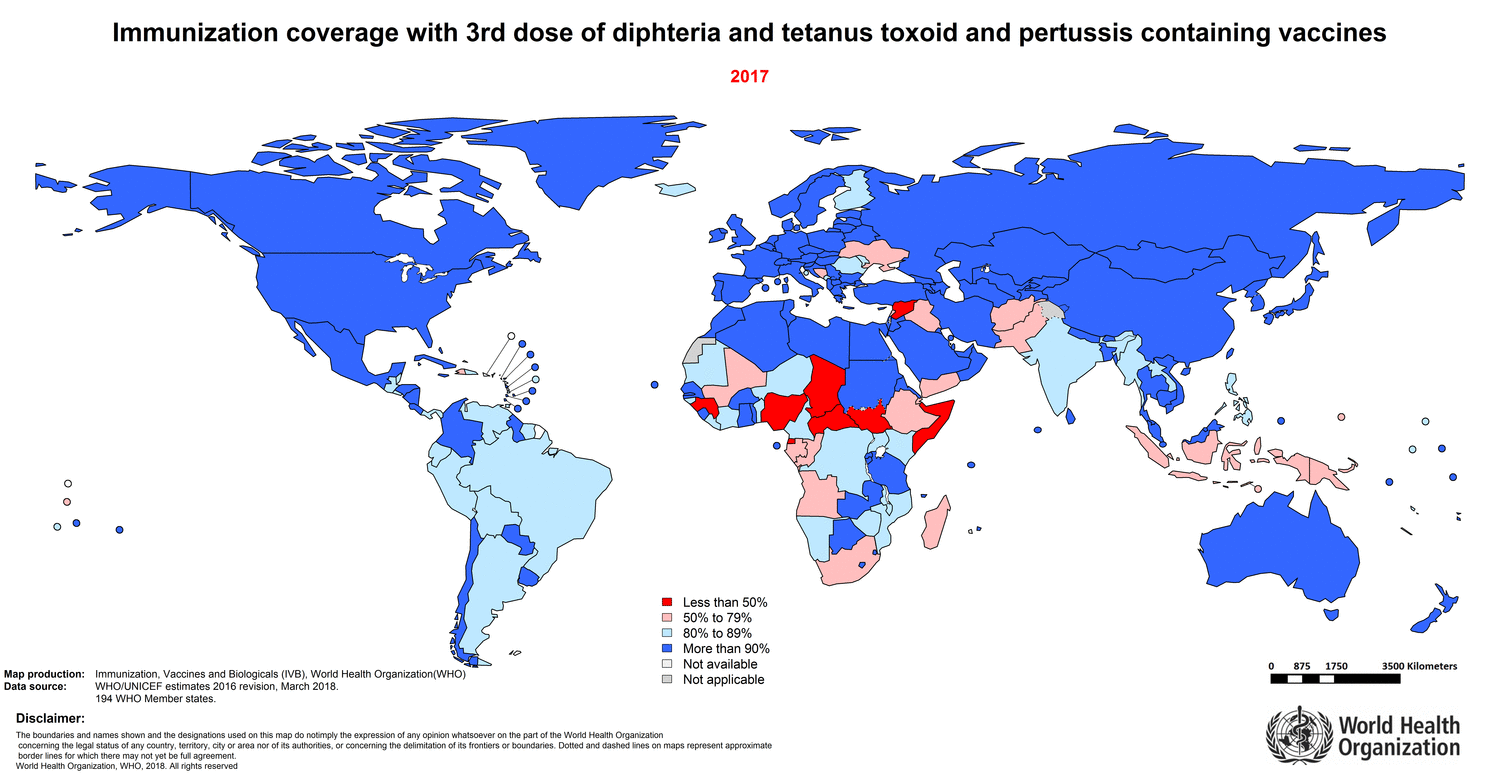 Immunization coverage with 3rd dose of diphteria and tetanus toxoid and pertussis containing vaccines
2017
Less than 50%
50% to 79%
80% to 89%
More than 90%
Not available
Not applicable
0 875 1750 3500 Kilometers
Map production: Immunization, Vaccines and Biologicals (IVB), World Health Organization(WHO)
Data source: WHO/UNICEF estimates 2016 revision, March 2018.
194 WHO Member states.
Disclaimer:
The boundaries and names shown and the designations used on this map do notimply the expression of any opinion whatsoever on the part of the World Health Organization
concerning the legal status of any country, territory, city or area nor of its authorities, or concerning the delimitation of its frontiers or boundaries. Dotted and dashed lines on maps represent approximate
border lines for which there may not yet be full agreement.
World Health Organization, WHO, 2018. All rights reserved
World Health
Organization